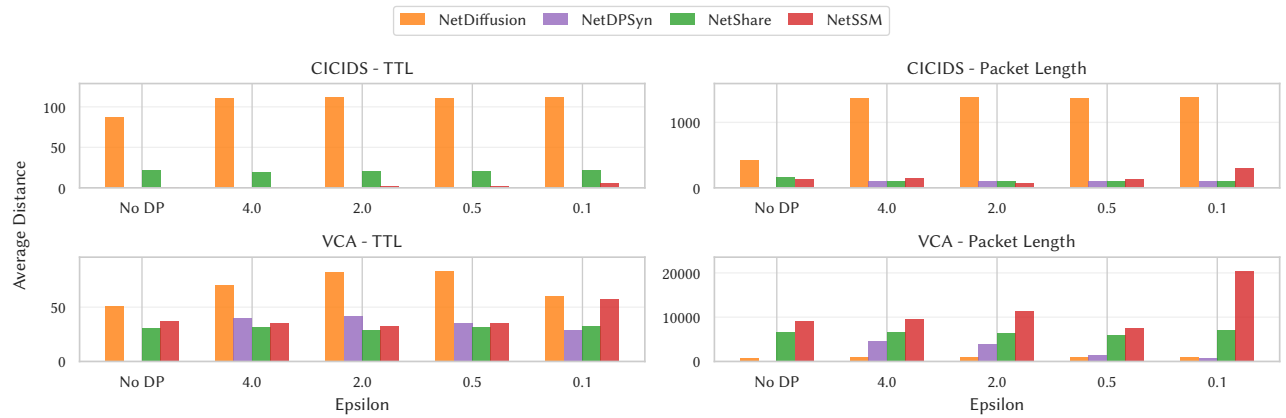 NetDiffusion NetDPSyn NetShare NetSSM
CICIDS - TTL
100
50
0
No DP 4.0 2.0 0.5 0.1
CICIDS - Packet Length
1000
0
No DP 4.0 2.0 0.5 0.1
Average Distance
VCA - TTL
50
0
No DP 4.0 2.0 0.5 0.1
Epsilon
VCA - Packet Length
20000
10000
0
No DP 4.0 2.0 0.5 0.1
Epsilon